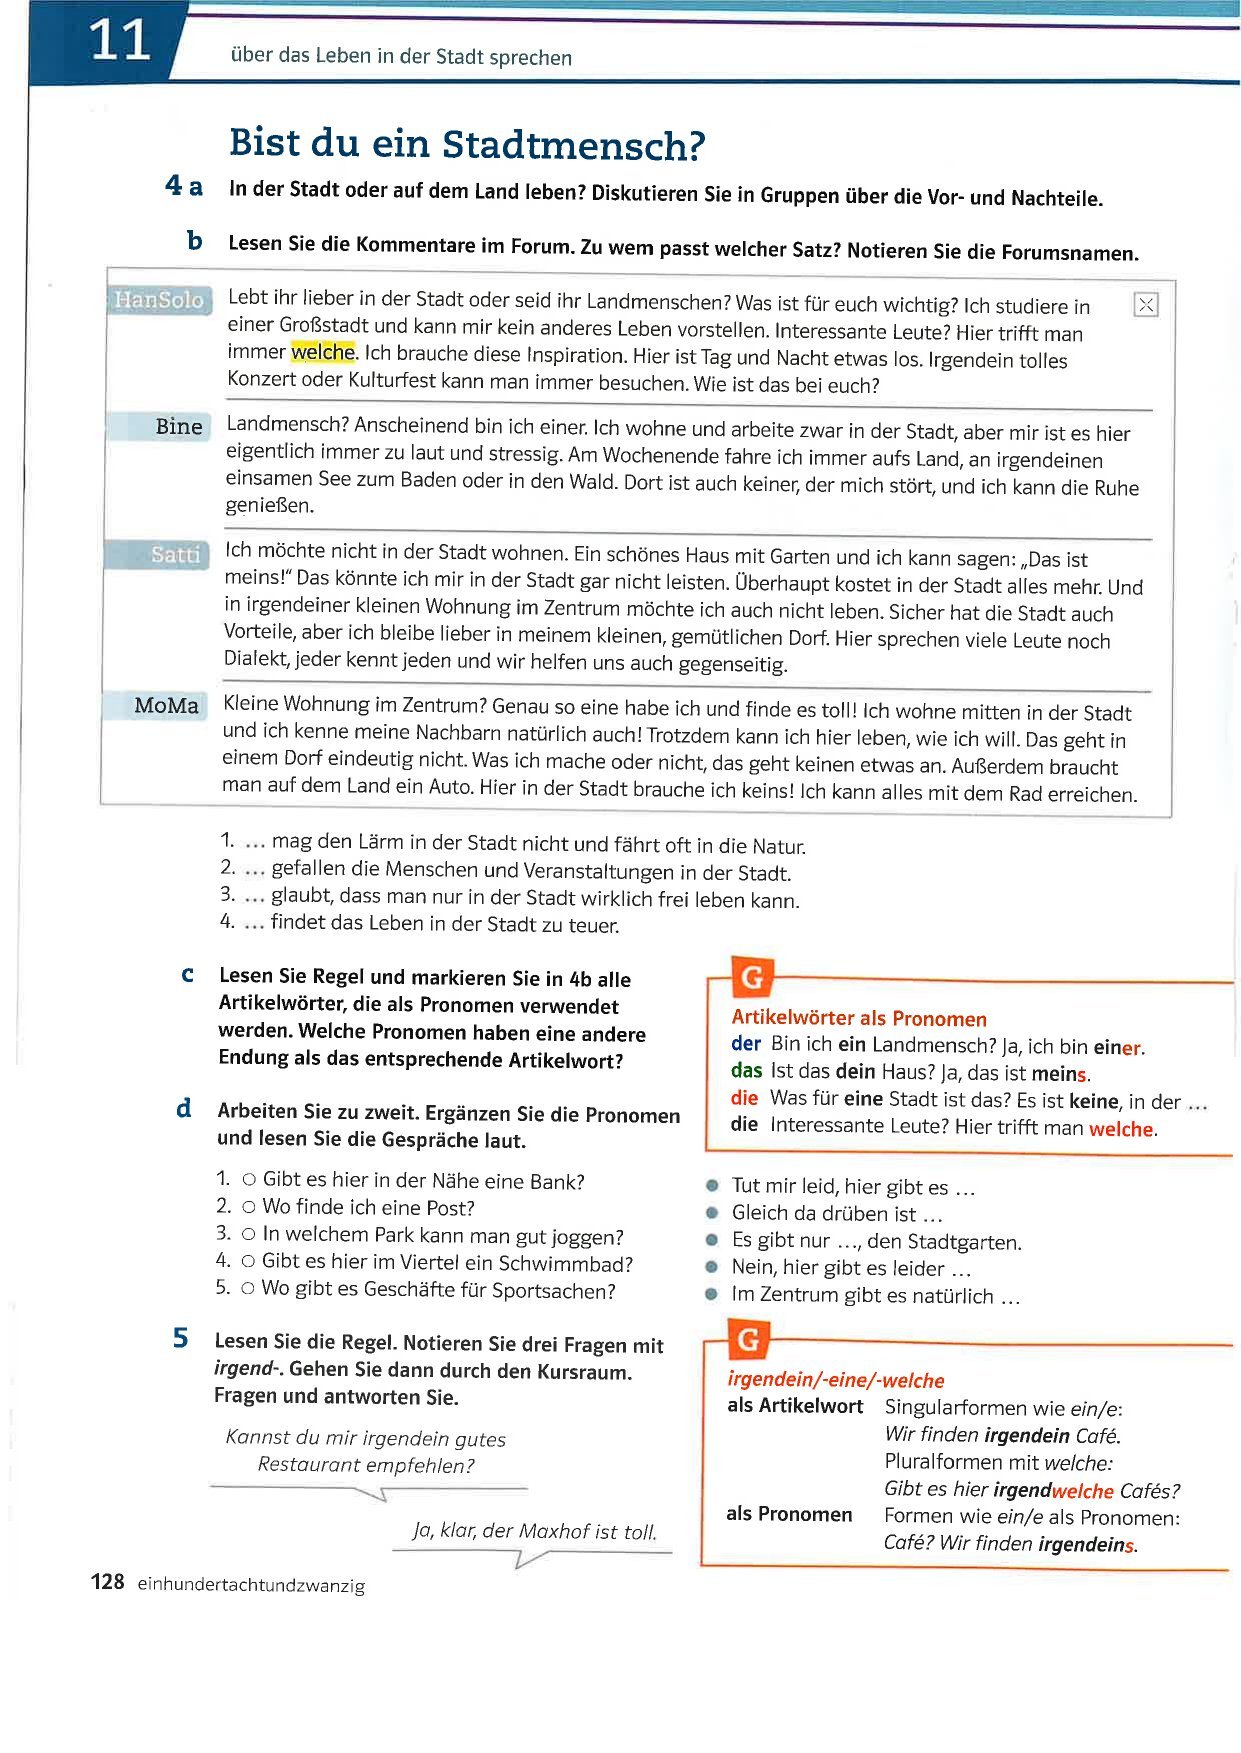 11
über das Leben in der Stadt sprechen
Bist du ein Stadtmensch?
4 a In der Stadt oder auf dem Land leben? Diskutieren Sie in Gruppen über die Vor- und Nachteile.
b Lesen Sie die Kommentare im Forum. Zu wem passt welcher Satz? Notieren Sie die Forumsnamen.
HanSolo Lebt ihr lieber in der Stadt oder seid ihr Landmenschen? Was ist für euch wichtig? Ich studiere in
einer Großstadt und kann mir kein anderes Leben vorstellen. Interessante Leute? Hier trifft man
immer welche. Ich brauche diese Inspiration. Hier ist Tag und Nacht etwas los. Irgendein tolles
Konzert oder Kulturfest kann man immer besuchen. Wie ist das bei euch?
Bine Landmensch? Anscheinend bin ich einer. Ich wohne und arbeite zwar in der Stadt, aber mir ist es hier
eigentlich immer zu laut und stressig. Am Wochenende fahre ich immer aufs Land, an irgendeinen
einsamen See zum Baden oder in den Wald. Dort ist auch keiner, der mich stört, und ich kann die Ruhe
genießen.
Satti Ich möchte nicht in der Stadt wohnen. Ein schönes Haus mit Garten und ich kann sagen: „Das ist
meins!“ Das könnte ich mir in der Stadt gar nicht leisten. Überhaupt kostet in der Stadt alles mehr. Und
in irgendeiner kleinen Wohnung im Zentrum möchte ich auch nicht leben. Sicher hat die Stadt auch
Vorteile, aber ich bleibe lieber in meinem kleinen, gemütlichen Dorf. Hier sprechen viele Leute noch
Dialekt, jeder kennt jeden und wir helfen uns auch gegenseitig.
MoMa Kleine Wohnung im Zentrum? Genau so eine habe ich und finde es toll! Ich wohne mitten in der Stadt
und ich kenne meine Nachbarn natürlich auch! Trotzdem kann ich hier leben, wie ich will. Das geht in
einem Dorf eindeutig nicht. Was ich mache oder nicht, das geht keinen etwas an. Außerdem braucht
man auf dem Land ein Auto. Hier in der Stadt brauche ich keins! Ich kann alles mit dem Rad erreichen.
1. ... mag den Lärm in der Stadt nicht und fährt oft in die Natur.
2. ... gefallen die Menschen und Veranstaltungen in der Stadt.
3. ... glaubt, dass man nur in der Stadt wirklich frei leben kann.
4. ... findet das Leben in der Stadt zu teuer.
c Lesen Sie Regel und markieren Sie in 4b alle
Artikelwörter, die als Pronomen verwendet
werden. Welche Pronomen haben eine andere
Endung als das entsprechende Artikelwort?
G
Artikelwörter als Pronomen
der Bin ich ein Landmensch? Ja, ich bin einer.
das Ist das dein Haus? Ja, das ist meins.
die Was für eine Stadt ist das? Es ist keine, in der ...
die Interessante Leute? Hier trifft man welche.
d Arbeiten Sie zu zweit. Ergänzen Sie die Pronomen
und lesen Sie die Gespräche laut.
1. ○ Gibt es hier in der Nähe eine Bank? ● Tut mir leid, hier gibt es ...
2. ○ Wo finde ich eine Post? ● Gleich da drüben ist ...
3. ○ In welchem Park kann man gut joggen? ● Es gibt nur ..., den Stadtgarten.
4. ○ Gibt es hier im Viertel ein Schwimmbad? ● Nein, hier gibt es leider ...
5. ○ Wo gibt es Geschäfte für Sportsachen? ● Im Zentrum gibt es natürlich ...
5 Lesen Sie die Regel. Notieren Sie drei Fragen mit
irgend-. Gehen Sie dann durch den Kursraum.
Fragen und antworten Sie.
Kannst du mir irgendein gutes
Restaurant empfehlen?
Ja, klar, der Maxhof ist toll.
G
irgendein/-eine/-welche
als Artikelwort Singularformen wie ein/e:
Wir finden irgendein Café.
Pluralformen mit welche:
Gibt es hier irgendwelche Cafés?
als Pronomen Formen wie ein/e als Pronomen:
Café? Wir finden irgendeins.
128 einhundertachtundzwanzig